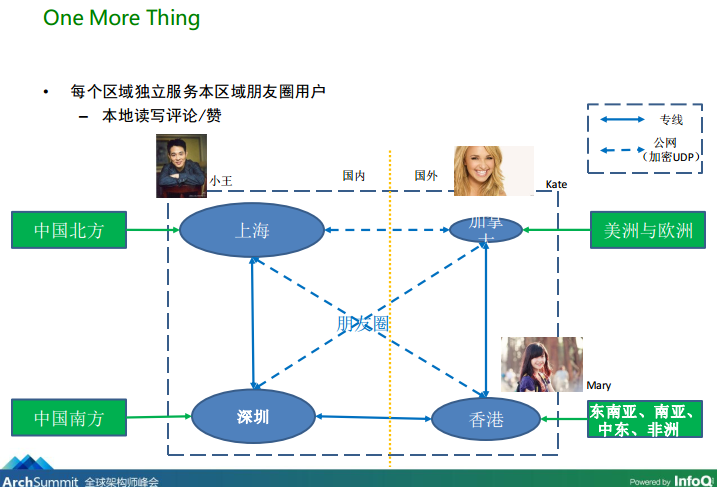 One More Thing
• 每个区域独立服务本区域朋友圈用户
– 本地读写评论/赞
专线
公网
（加密UDP）
小王
国内
国外
Kate
中国北方
上海
加拿
大
美洲与欧洲
朋友圈
Mary
中国南方
深圳
香港
东南亚、南亚、
中东、非洲
ArchSummit 全球架构师峰会
Powered by InfoQ